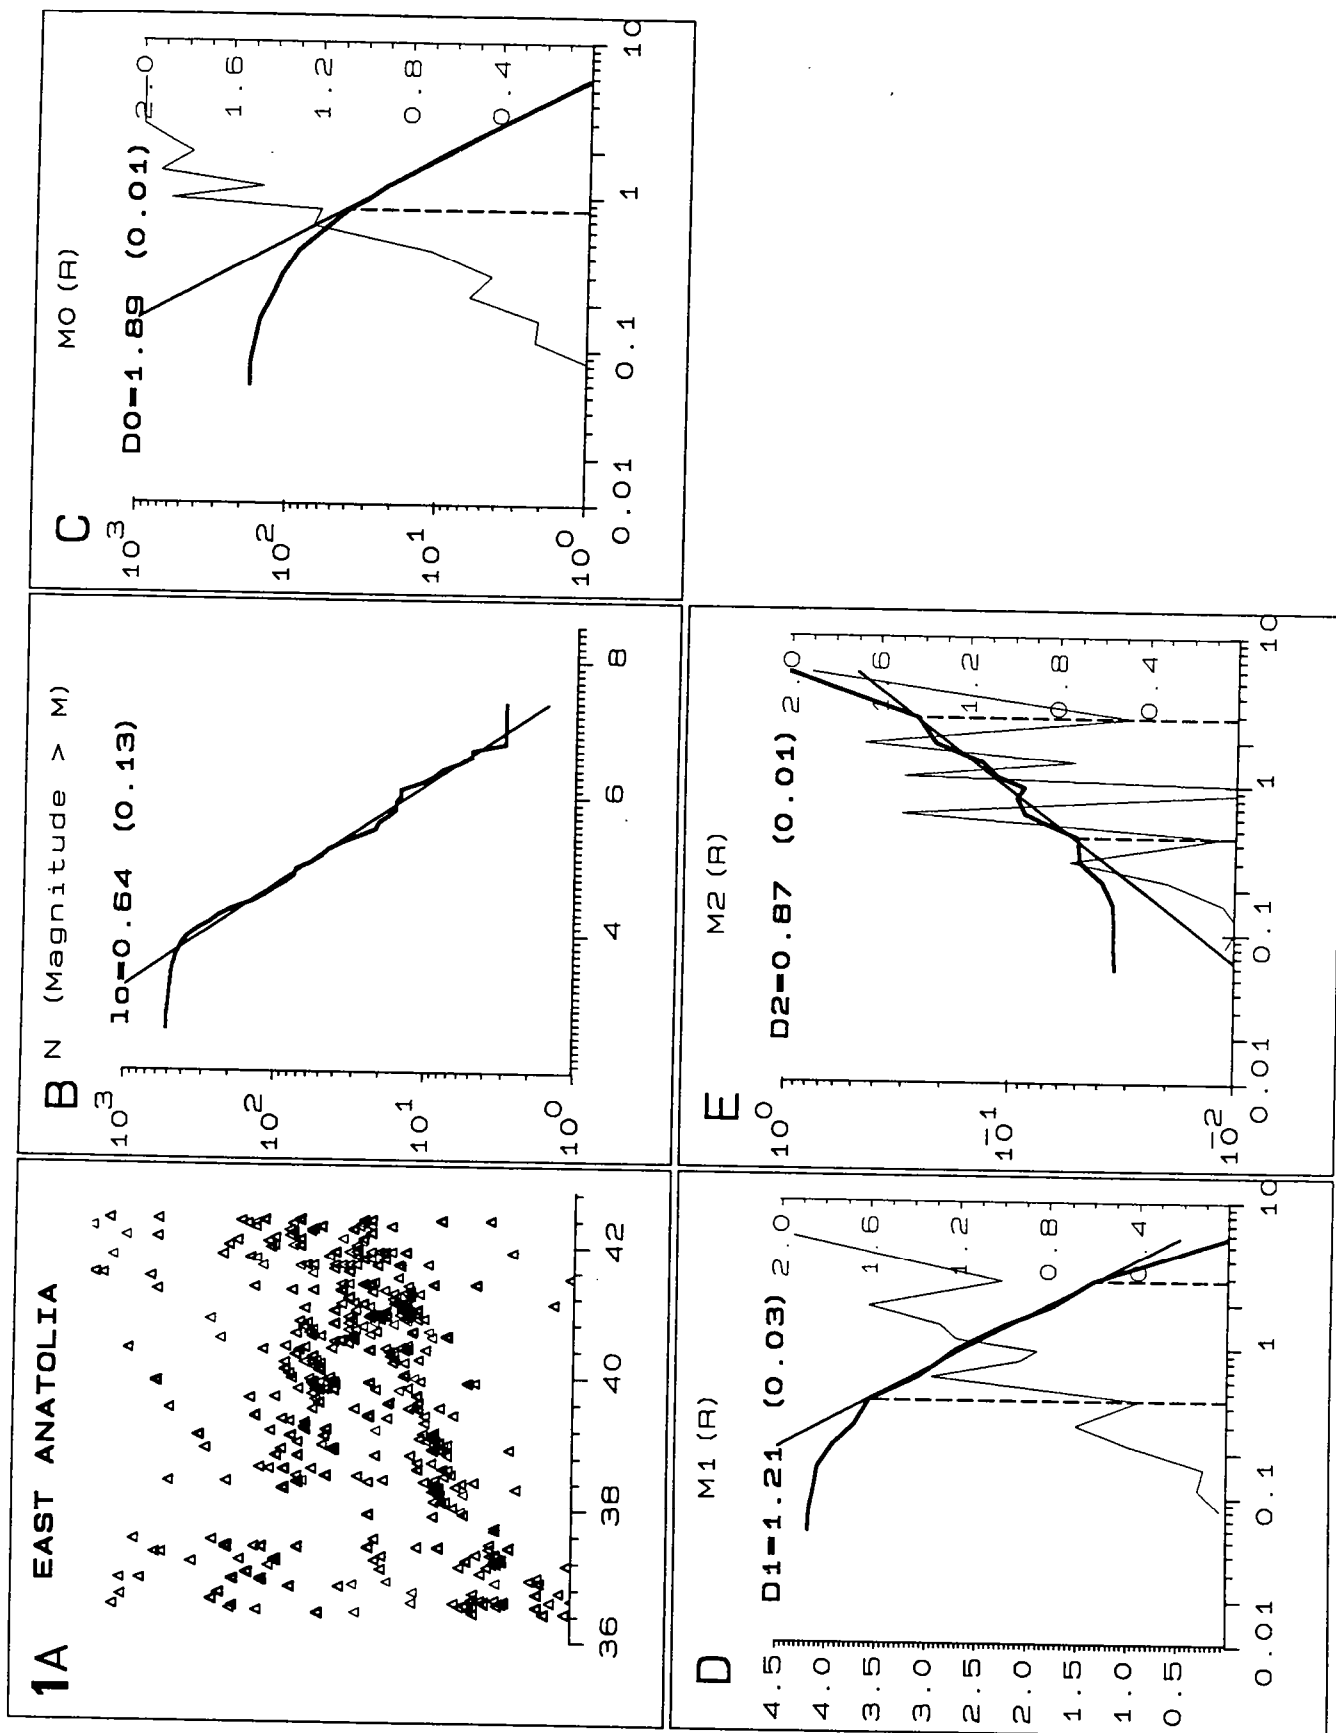 1A EAST ANATOLIA
36 38 40 42
B N (Magnitude > M)
lo=0.64 (0.13)
10³
10²
10¹
10⁰
4 6 8
C
M0 (R)
D0=1.89 (0.01)
10³
10²
10¹
10⁰
2.0
1.6
1.2
0.8
0.4
0.01 0.1 1 10
D
M1 (R)
D1=1.21 (0.03)
4.5
4.0
3.5
3.0
2.5
2.0
1.5
1.0
0.5
2.0
1.6
1.2
0.8
0.4
0.01 0.1 1 10
E
M2 (R)
D2=0.87 (0.01)
10⁰
10⁻¹
10⁻²
2.0
1.6
1.2
0.8
0.4
0.01 0.1 1 10